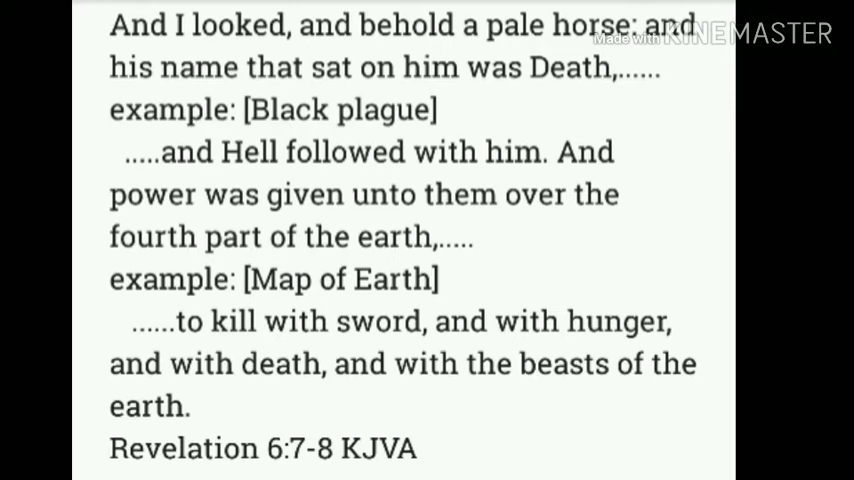 And I looked, and behold a pale horse: and
Made with KINEMASTER
his name that sat on him was Death,......
example: [Black plague]
.....and Hell followed with him. And
power was given unto them over the
fourth part of the earth,.....
example: [Map of Earth]
......to kill with sword, and with hunger,
and with death, and with the beasts of the
earth.
Revelation 6:7-8 KJVA